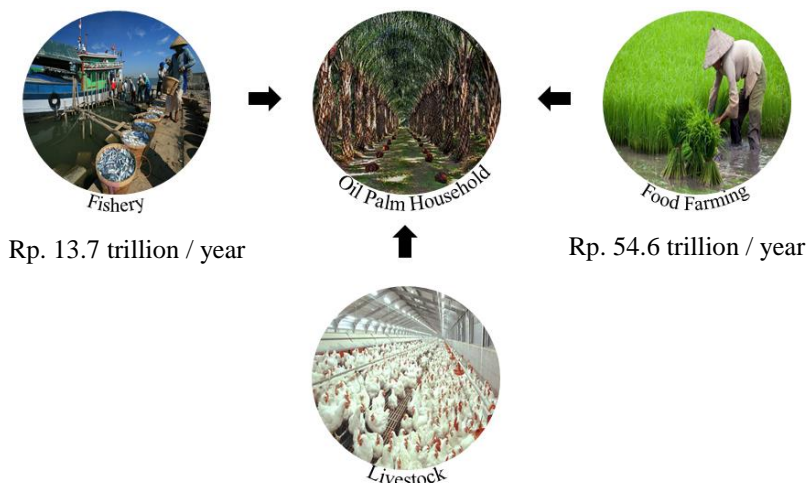 Fishery
Oil Palm Household
Food Farming
Rp. 13.7 trillion / year
Rp. 54.6 trillion / year
Livestock